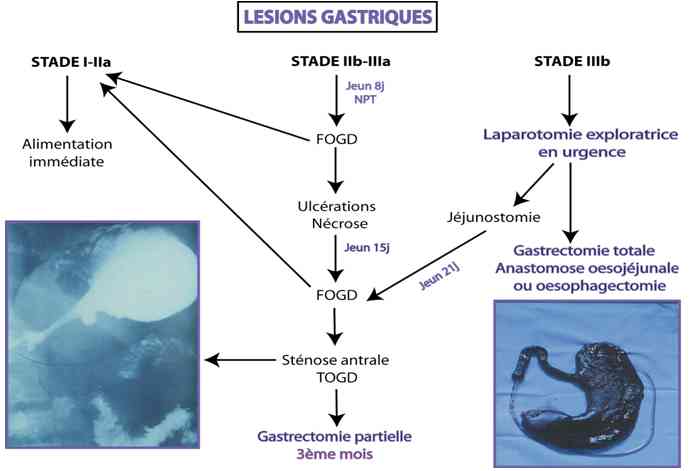 LESIONS GASTRIQUES
STADE I-IIa
STADE IIb-IIIa
STADE IIIb
Jeun 8j
NPT
Alimentation
immédiate
FOGD
Laparotomie exploratrice
en urgence
Ulcérations
Nécrose
Jéjunostomie
Jeun 15j
Jeun 21j
Gastrectomie totale
Anastomose oesojéjunale
ou oesophagectomie
FOGD
Sténose antrale
TOGD
Gastrectomie partielle
3ème mois